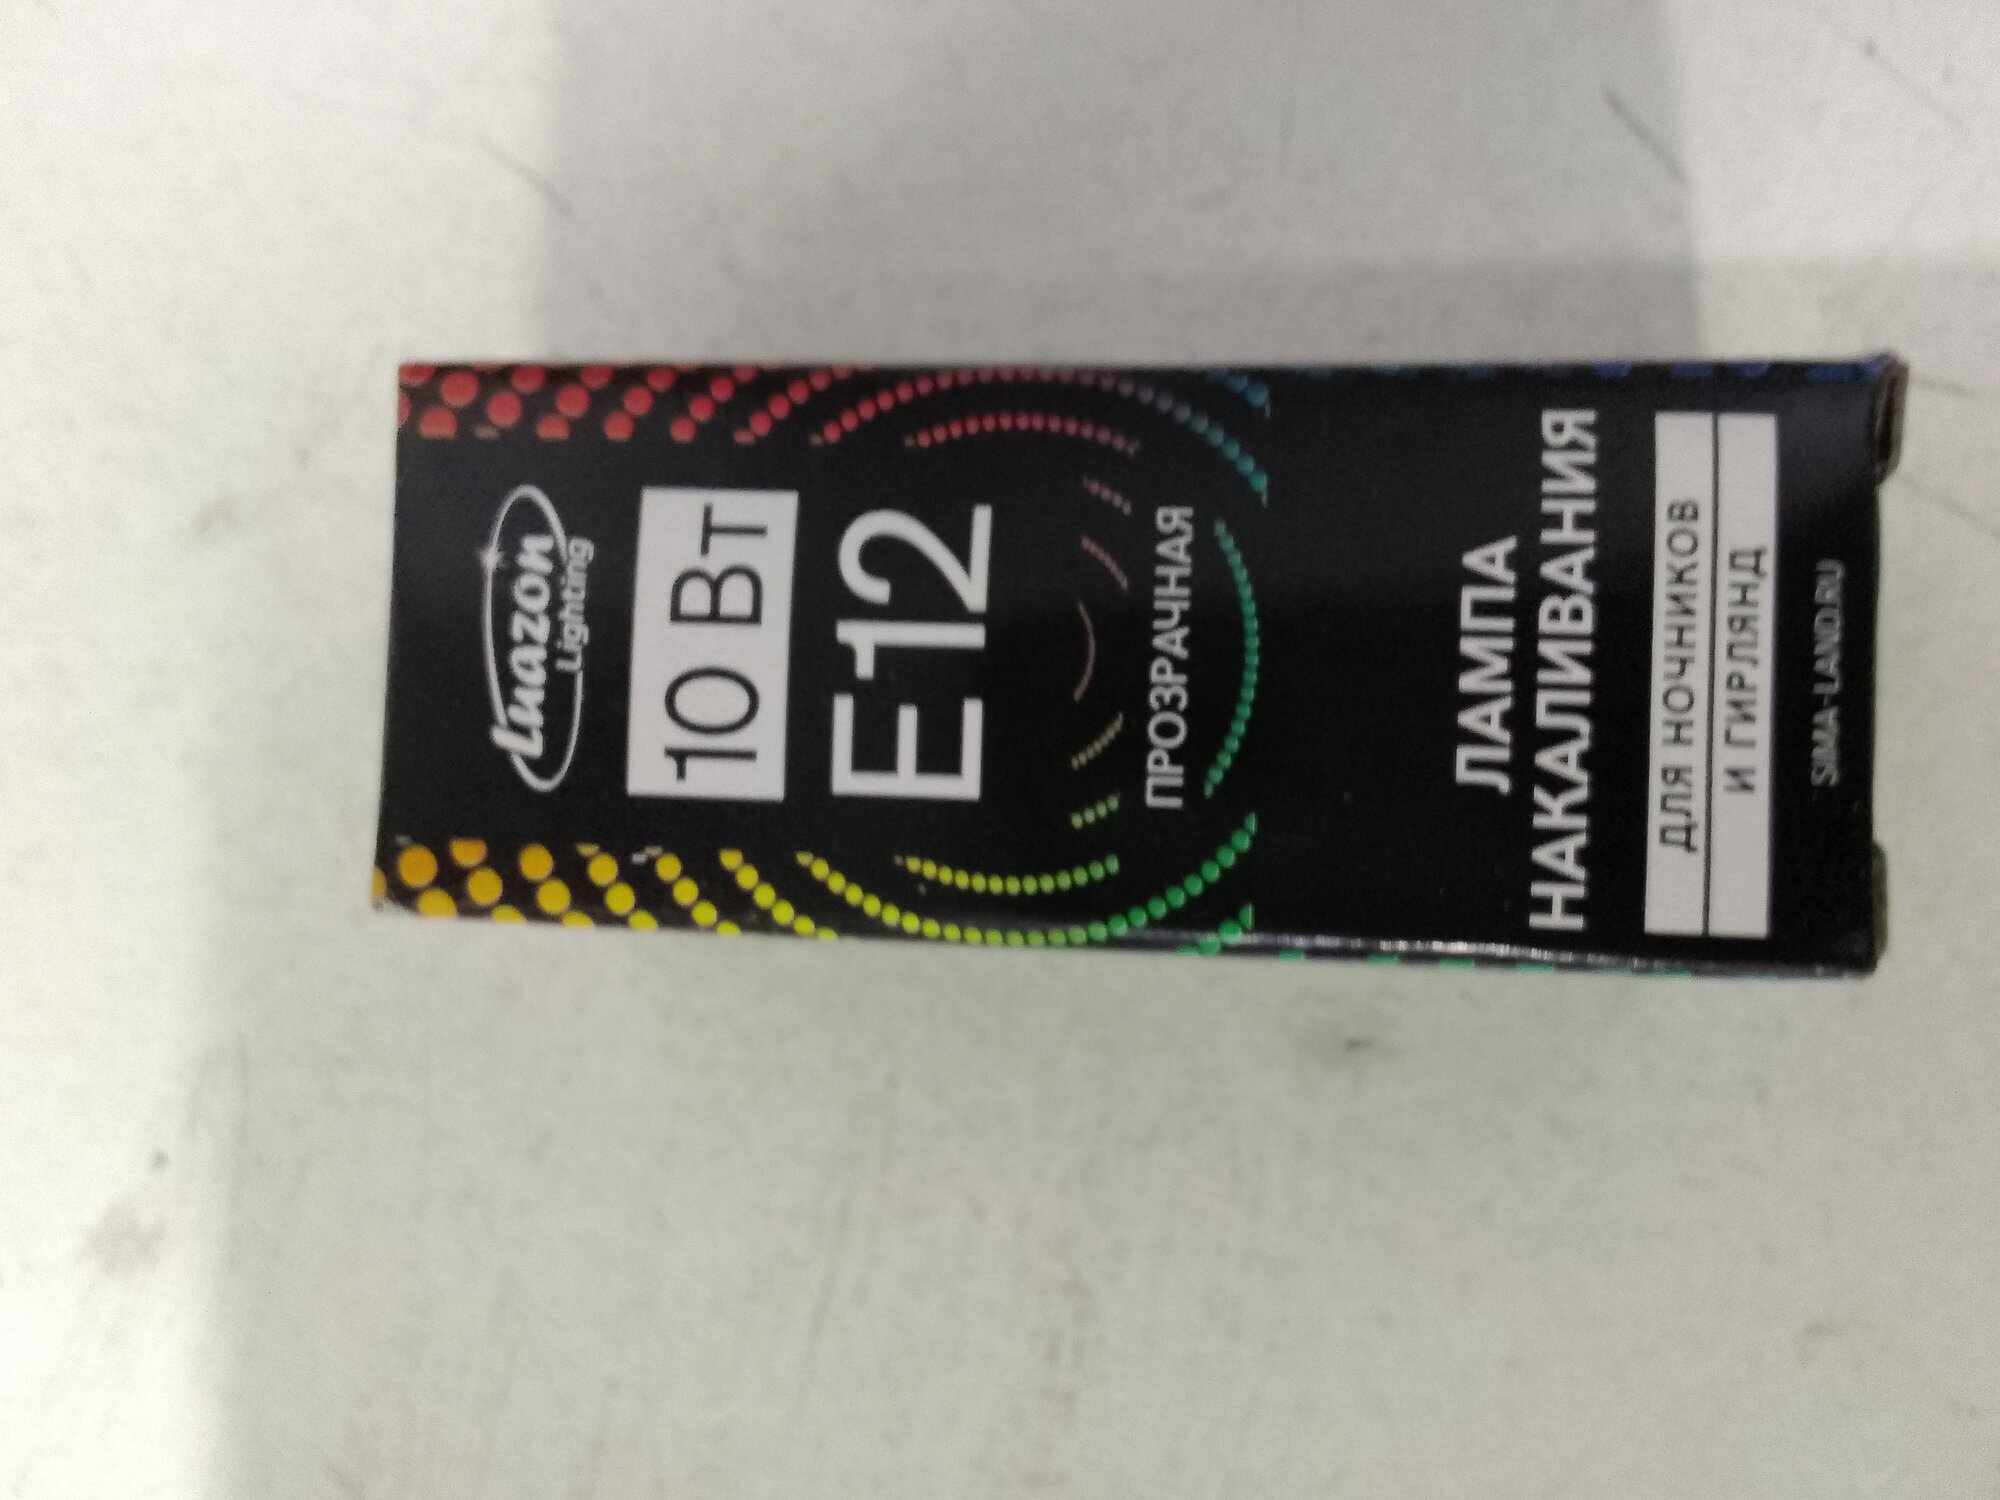 Luazon
Lighting
10 Вт
E12
ПРОЗРАЧНАЯ
ЛАМПА
НАКАЛИВАНИЯ
ДЛЯ НОЧНИКОВ
И ГИРЛЯНД
SIMA-LAND.RU